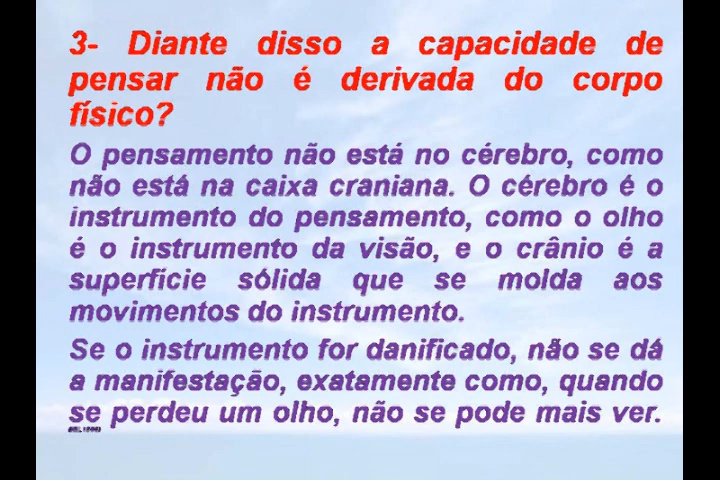 3- Diante disso a capacidade de
pensar não é derivada do corpo
físico?
O pensamento não está no cérebro, como
não está na caixa craniana. O cérebro é o
instrumento do pensamento, como o olho
é o instrumento da visão, e o crânio é a
superfície sólida que se molda aos
movimentos do instrumento.
Se o instrumento for danificado, não se dá
a manifestação, exatamente como, quando
se perdeu um olho, não se pode mais ver.